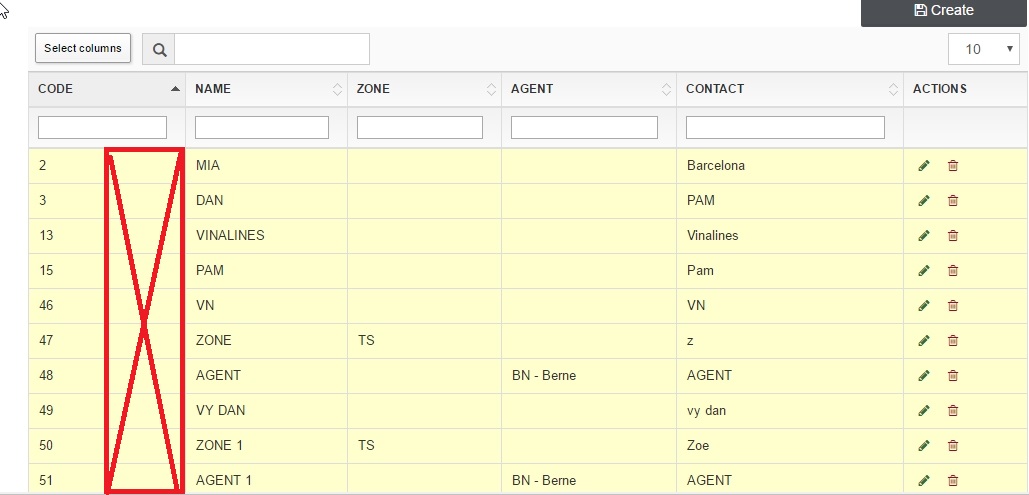 Create
Select columns
10
CODE NAME ZONE AGENT CONTACT ACTIONS
2 MIA Barcelona
3 DAN PAM
13 VINALINES Vinalines
15 PAM Pam
46 VN VN
47 ZONE TS z
48 AGENT BN - Berne AGENT
49 VY DAN vy dan
50 ZONE 1 TS Zoe
51 AGENT 1 BN - Berne AGENT